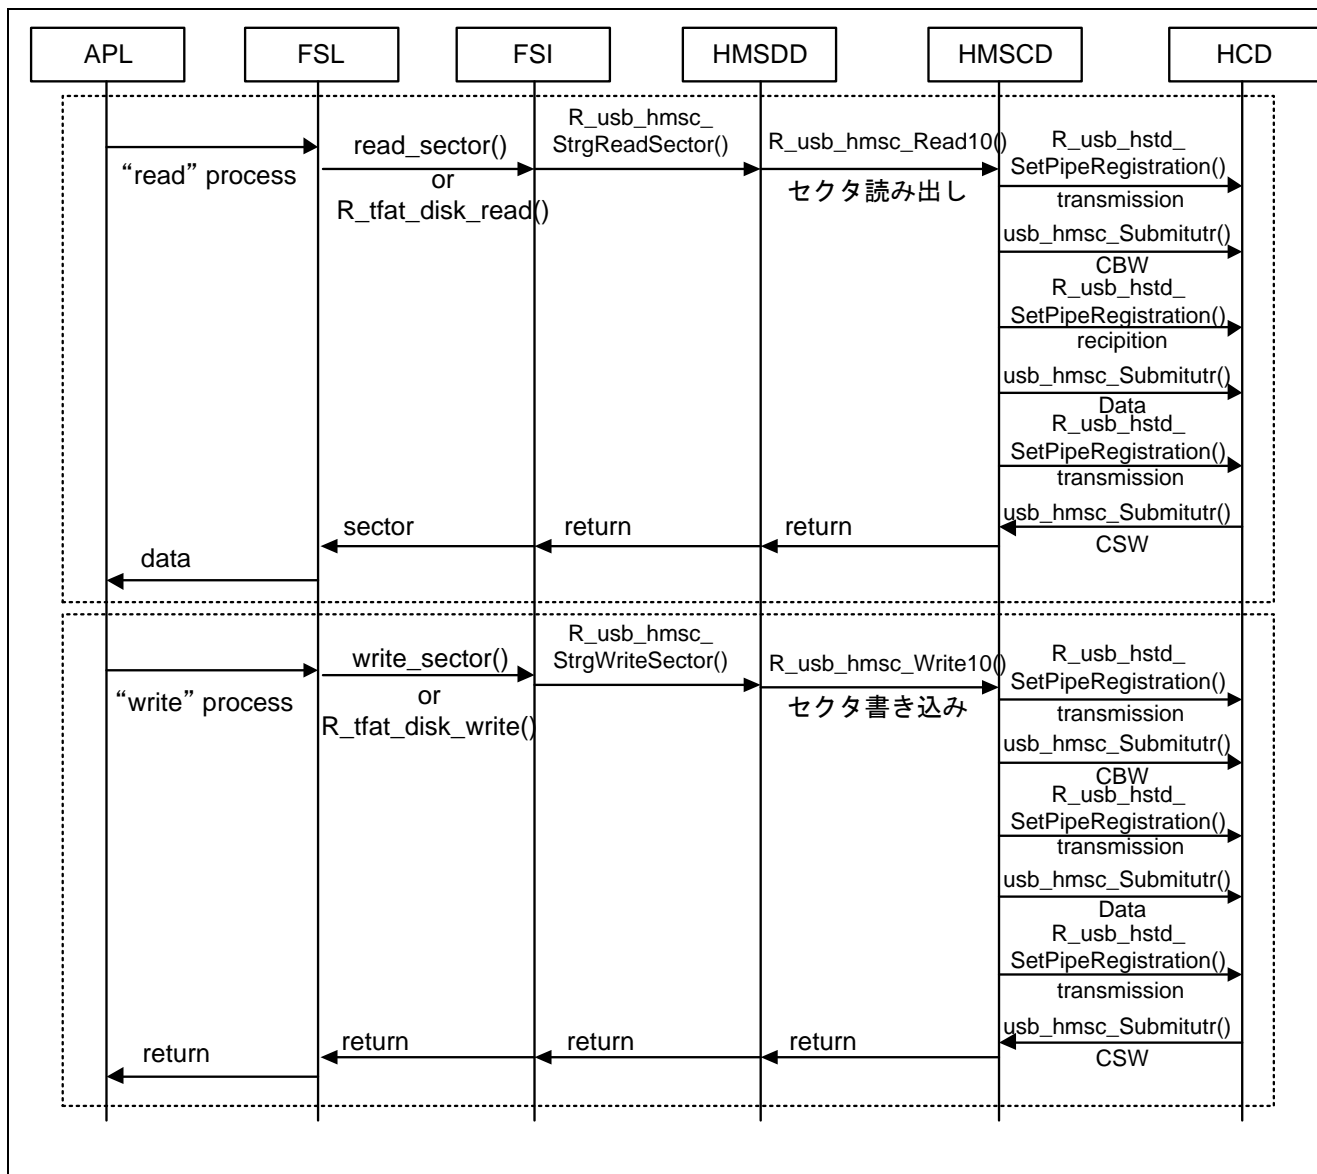 APL
FSL
FSI
HMSDD
HMSCD
HCD
“read” process
read_sector()
or
R_tfat_disk_read()
R_usb_hmsc_
StrgReadSector()
R_usb_hmsc_Read10()
セクタ読み出し
R_usb_hstd_
SetPipeRegistration()
transmission
usb_hmsc_Submitutr()
CBW
R_usb_hstd_
SetPipeRegistration()
recipition
usb_hmsc_Submitutr()
Data
R_usb_hstd_
SetPipeRegistration()
transmission
usb_hmsc_Submitutr()
CSW
return
return
sector
data
“write” process
write_sector()
or
R_tfat_disk_write()
R_usb_hmsc_
StrgWriteSector()
R_usb_hmsc_Write10()
セクタ書き込み
R_usb_hstd_
SetPipeRegistration()
transmission
usb_hmsc_Submitutr()
CBW
R_usb_hstd_
SetPipeRegistration()
transmission
usb_hmsc_Submitutr()
Data
R_usb_hstd_
SetPipeRegistration()
transmission
usb_hmsc_Submitutr()
CSW
return
return
return
return